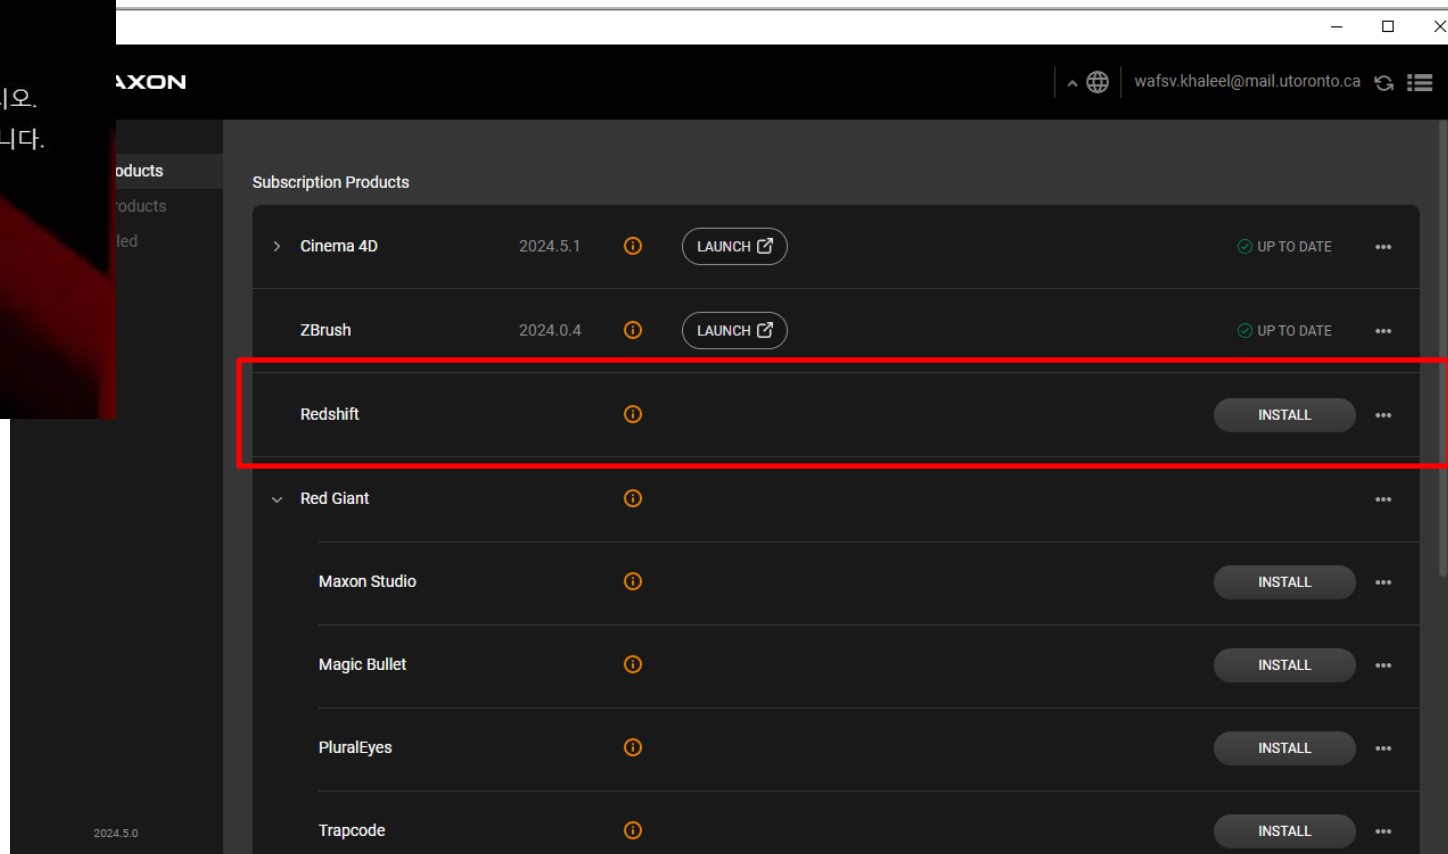 시오.
니다.
AXON
wafsv.khaleel@mail.utoronto.ca
oducts
roducts
led
Subscription Products
Cinema 4D 2024.5.1 LAUNCH UP TO DATE
ZBrush 2024.0.4 LAUNCH UP TO DATE
Redshift INSTALL
Red Giant
Maxon Studio INSTALL
Magic Bullet INSTALL
PluralEyes INSTALL
Trapcode INSTALL
2024.5.0